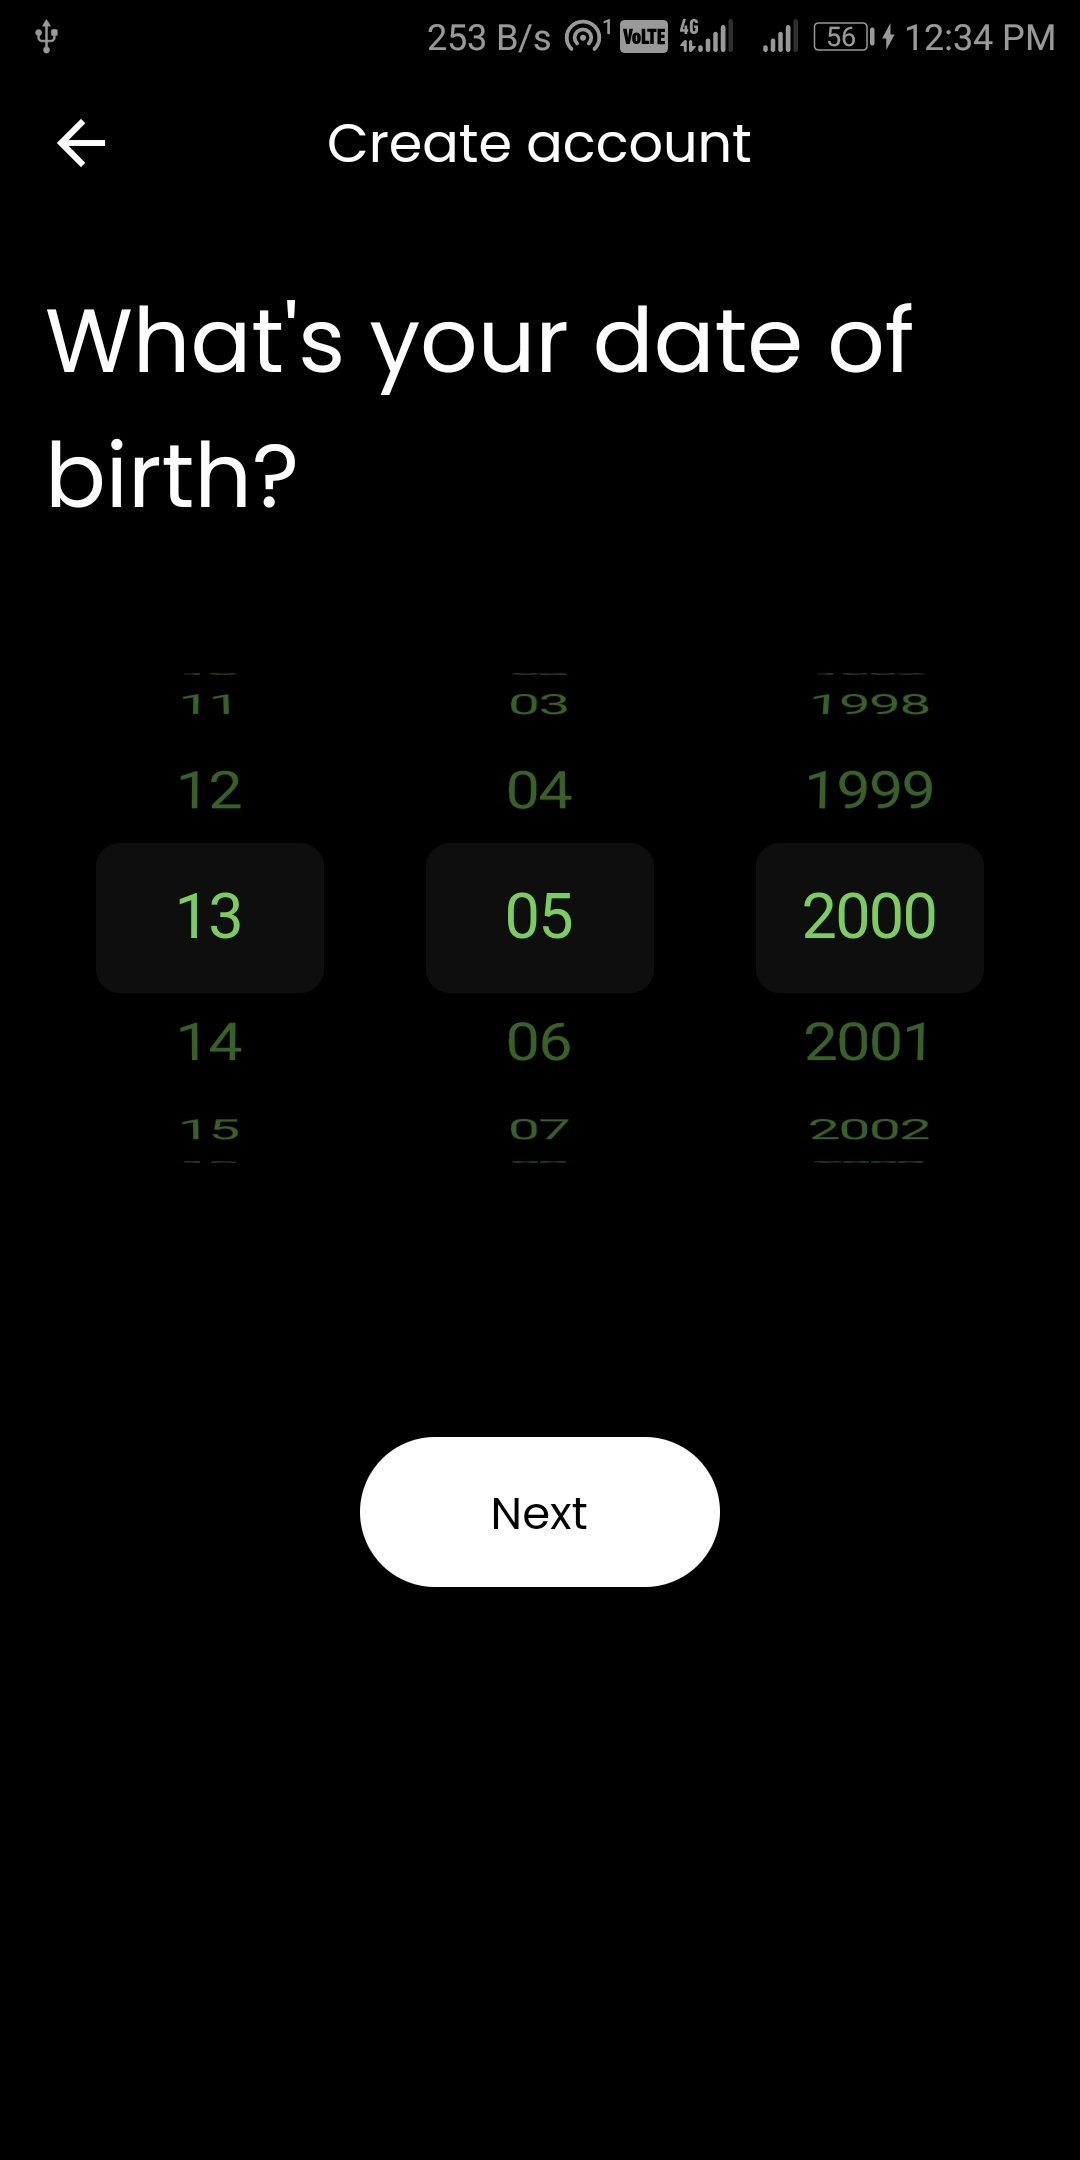 253 B/s 1 VoLTE 4G 56 12:34 PM
Create account
What's your date of
birth?
11 03 1998
12 04 1999
13 05 2000
14 06 2001
15 07 2002
Next